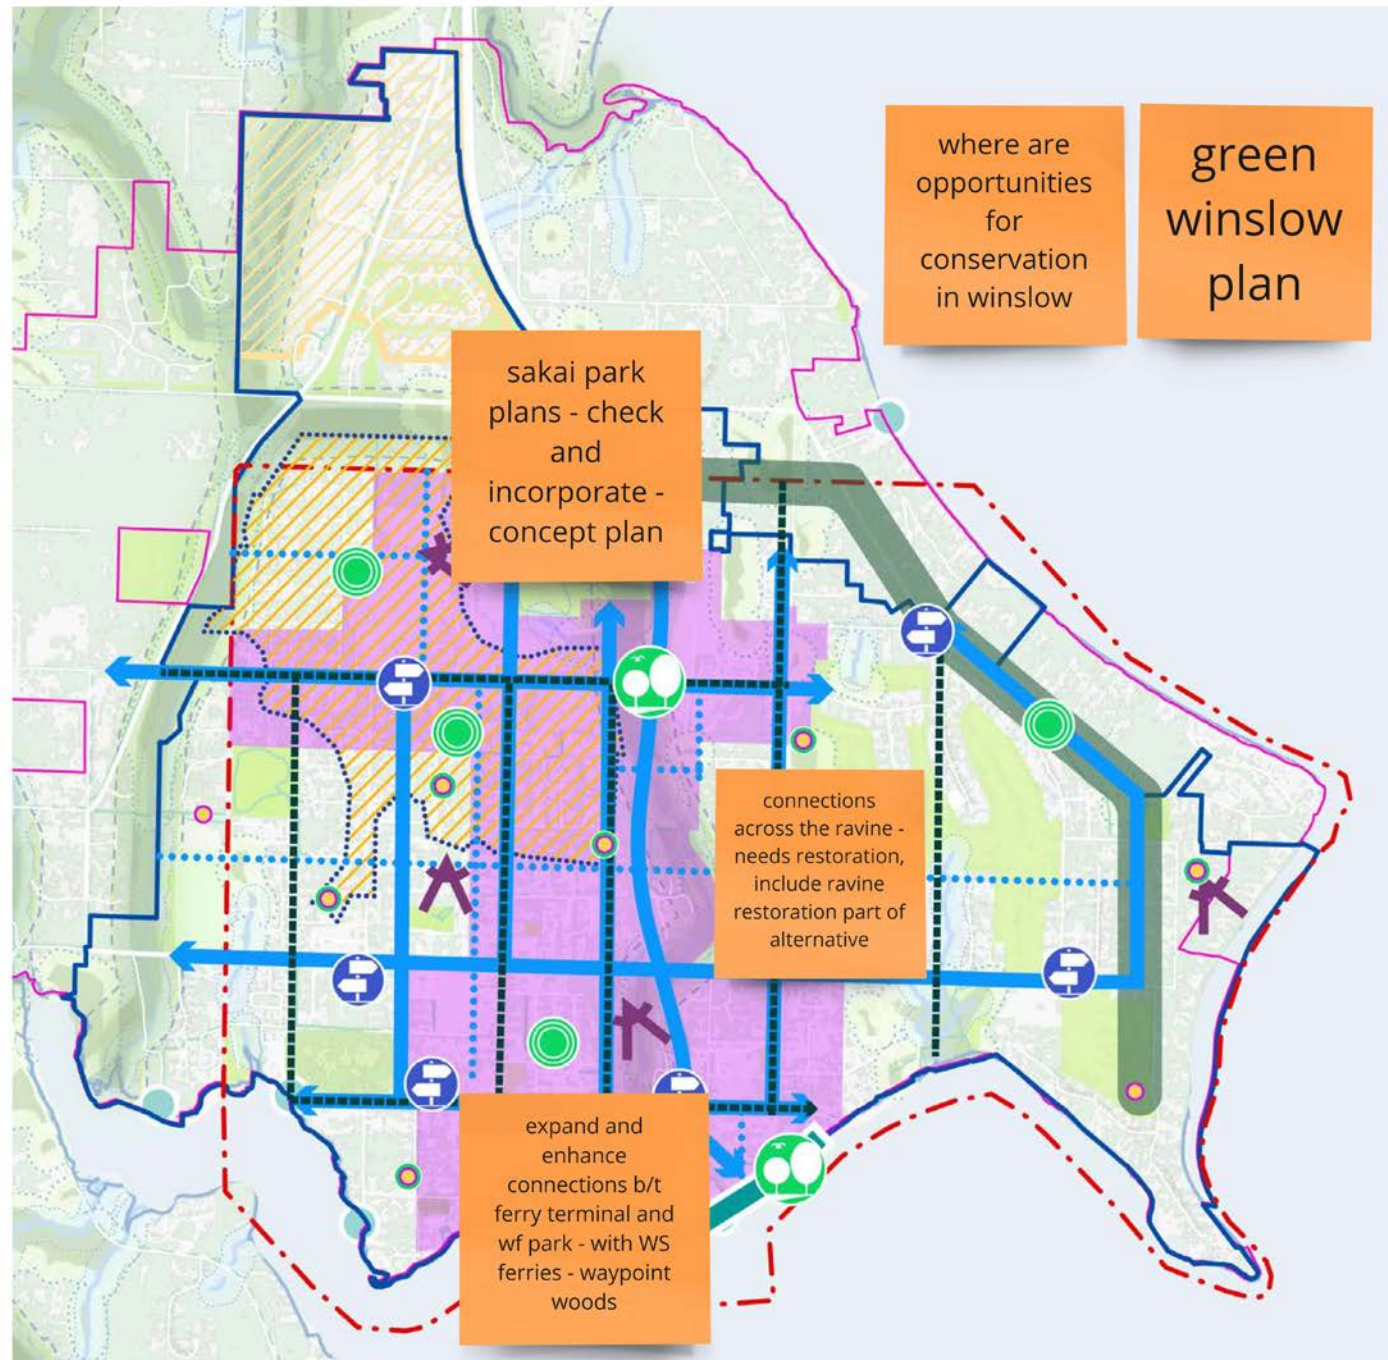 where are
opportunities
for
conservation
in winslow
green
winslow
plan
sakai park
plans - check
and
incorporate -
concept plan
connections
across the ravine -
needs restoration,
include ravine
restoration part of
alternative
expand and
enhance
connections b/t
ferry terminal and
wf park - with WS
ferries - waypoint
woods